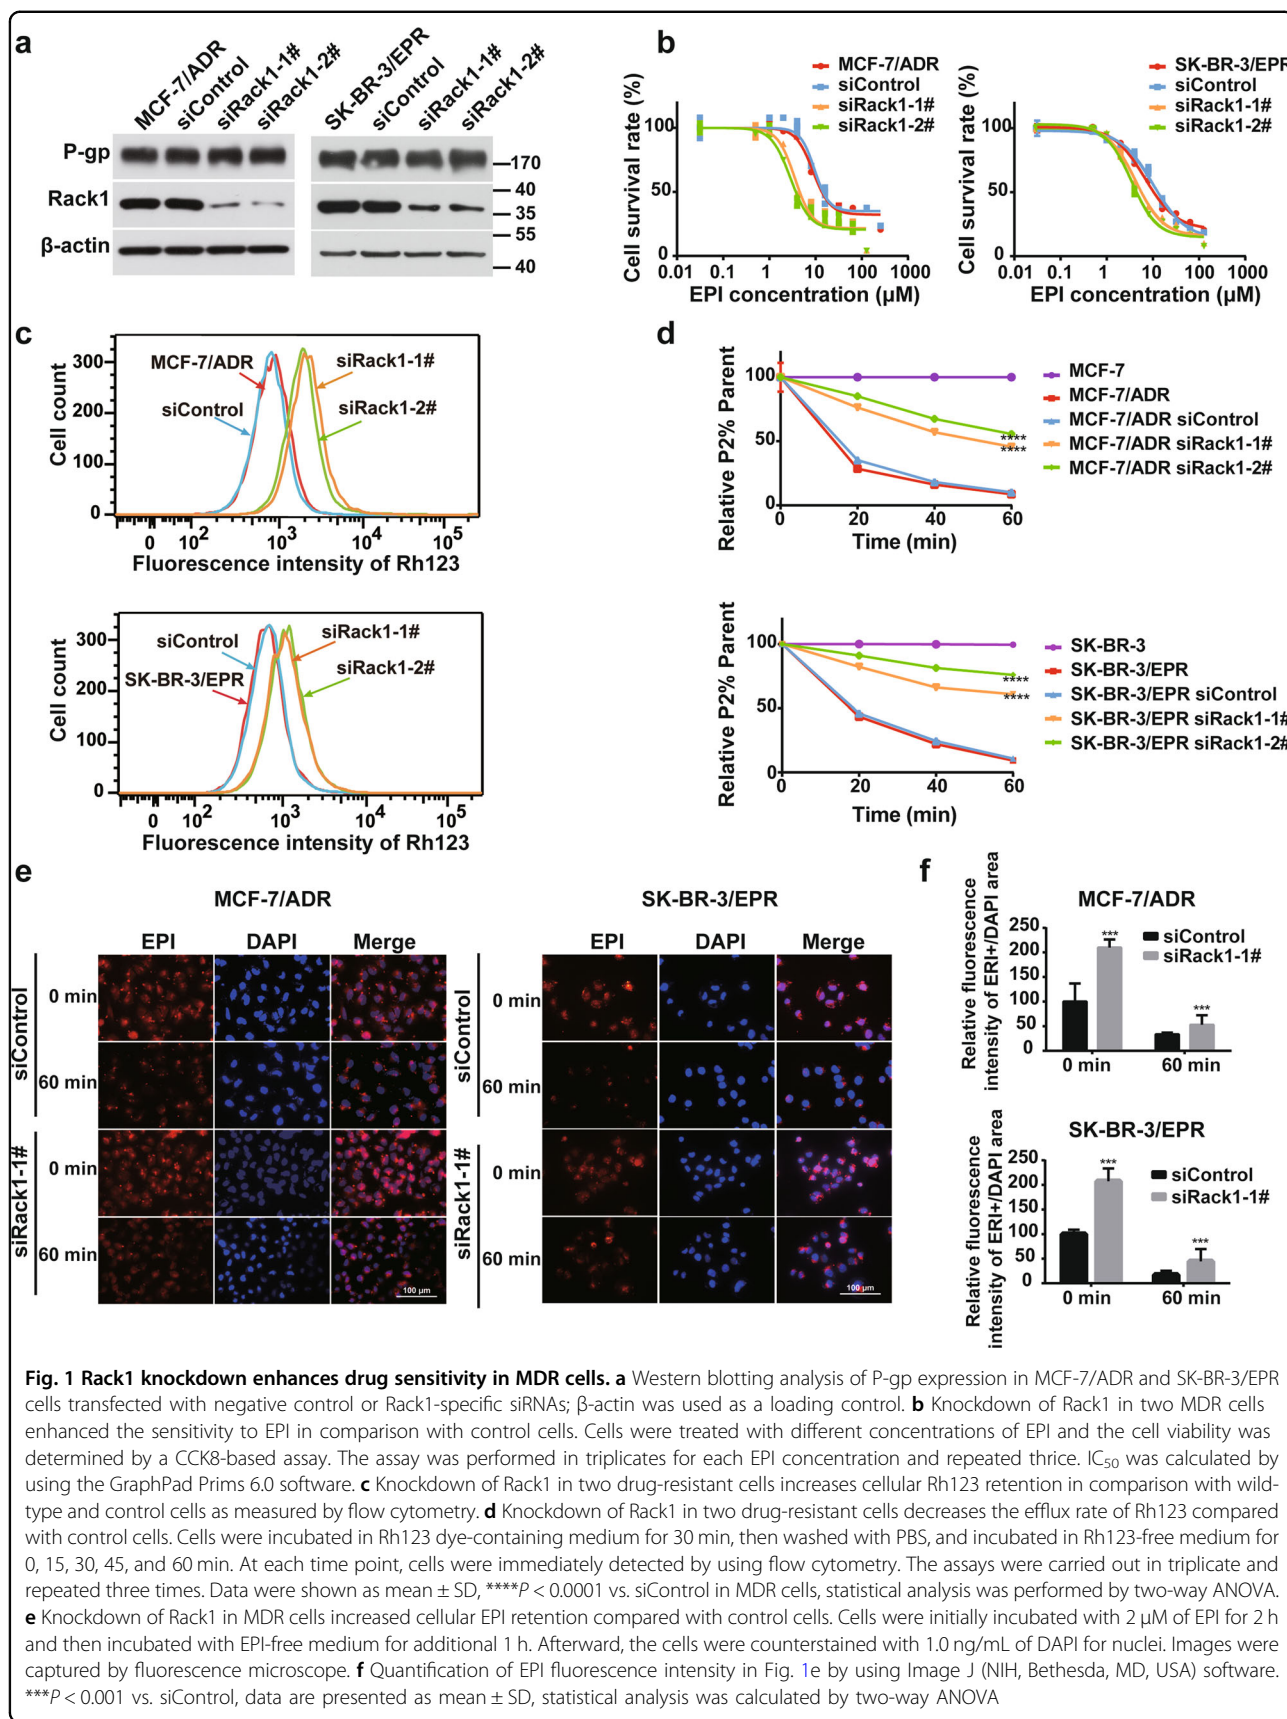 a
MCF-7/ADR
siControl
siRack1-1#
siRack1-2#
SK-BR-3/EPR
siControl
siRack1-1#
siRack1-2#
P-gp
Rack1
β-actin
170
40
35
55
40
b
Cell survival rate (%)
100
50
0
0.01 0.1 1 10 100 1000
EPI concentration (μM)
MCF-7/ADR
siControl
siRack1-1#
siRack1-2#
Cell survival rate (%)
100
50
0
0.01 0.1 1 10 100 1000
EPI concentration (μM)
SK-BR-3/EPR
siControl
siRack1-1#
siRack1-2#
c
Cell count
300
200
100
0
MCF-7/ADR
siControl
siRack1-1#
siRack1-2#
0 10² 10³ 10⁴ 10⁵
Fluorescence intensity of Rh123
Cell count
300
200
100
0
siControl
SK-BR-3/EPR
siRack1-1#
siRack1-2#
0 10² 10³ 10⁴ 10⁵
Fluorescence intensity of Rh123
d
Relative P2% Parent
100
50
0
0 20 40 60
Time (min)
****
****
MCF-7
MCF-7/ADR
MCF-7/ADR siControl
MCF-7/ADR siRack1-1#
MCF-7/ADR siRack1-2#
Relative P2% Parent
100
50
0
0 20 40 60
Time (min)
****
****
SK-BR-3
SK-BR-3/EPR
SK-BR-3/EPR siControl
SK-BR-3/EPR siRack1-1#
SK-BR-3/EPR siRack1-2#
e
MCF-7/ADR
EPI DAPI Merge
siControl
0 min
60 min
siRack1-1#
0 min
60 min
100 μm
SK-BR-3/EPR
EPI DAPI Merge
siControl
0 min
60 min
siRack1-1#
0 min
60 min
100 μm
f
MCF-7/ADR
Relative fluorescence
intensity of ERI+/DAPI area
250
200
150
100
50
0
***
***
siControl
siRack1-1#
0 min 60 min
SK-BR-3/EPR
Relative fluorescence
intensity of ERI+/DAPI area
250
200
150
100
50
0
***
***
siControl
siRack1-1#
0 min 60 min
Fig. 1 Rack1 knockdown enhances drug sensitivity in MDR cells. a Western blotting analysis of P-gp expression in MCF-7/ADR and SK-BR-3/EPR
cells transfected with negative control or Rack1-specific siRNAs; β-actin was used as a loading control. b Knockdown of Rack1 in two MDR cells
enhanced the sensitivity to EPI in comparison with control cells. Cells were treated with different concentrations of EPI and the cell viability was
determined by a CCK8-based assay. The assay was performed in triplicates for each EPI concentration and repeated thrice. IC₅₀ was calculated by
using the GraphPad Prims 6.0 software. c Knockdown of Rack1 in two drug-resistant cells increases cellular Rh123 retention in comparison with wild-
type and control cells as measured by flow cytometry. d Knockdown of Rack1 in two drug-resistant cells decreases the efflux rate of Rh123 compared
with control cells. Cells were incubated in Rh123 dye-containing medium for 30 min, then washed with PBS, and incubated in Rh123-free medium for
0, 15, 30, 45, and 60 min. At each time point, cells were immediately detected by using flow cytometry. The assays were carried out in triplicate and
repeated three times. Data were shown as mean ± SD, ****P < 0.0001 vs. siControl in MDR cells, statistical analysis was performed by two-way ANOVA.
e Knockdown of Rack1 in MDR cells increased cellular EPI retention compared with control cells. Cells were initially incubated with 2 μM of EPI for 2 h
and then incubated with EPI-free medium for additional 1 h. Afterward, the cells were counterstained with 1.0 ng/mL of DAPI for nuclei. Images were
captured by fluorescence microscope. f Quantification of EPI fluorescence intensity in Fig. 1e by using Image J (NIH, Bethesda, MD, USA) software.
***P < 0.001 vs. siControl, data are presented as mean ± SD, statistical analysis was calculated by two-way ANOVA